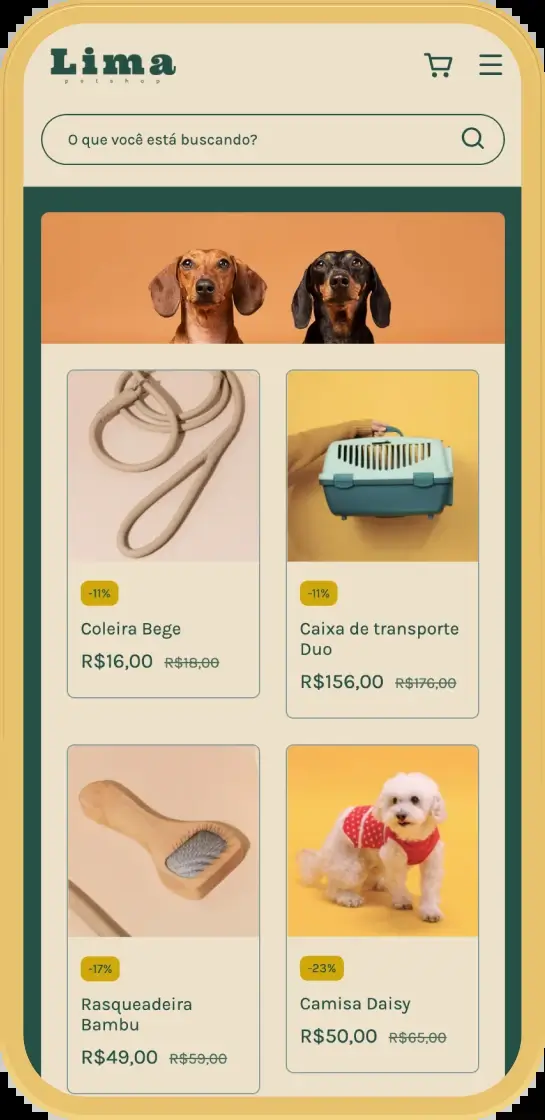 Lima
petshop
O que você está buscando?
-11%
Coleira Bege
R$16,00 R$18,00
-11%
Caixa de transporte
Duo
R$156,00 R$176,00
-17%
Rasqueadeira
Bambu
R$49,00 R$59,00
-23%
Camisa Daisy
R$50,00 R$65,00